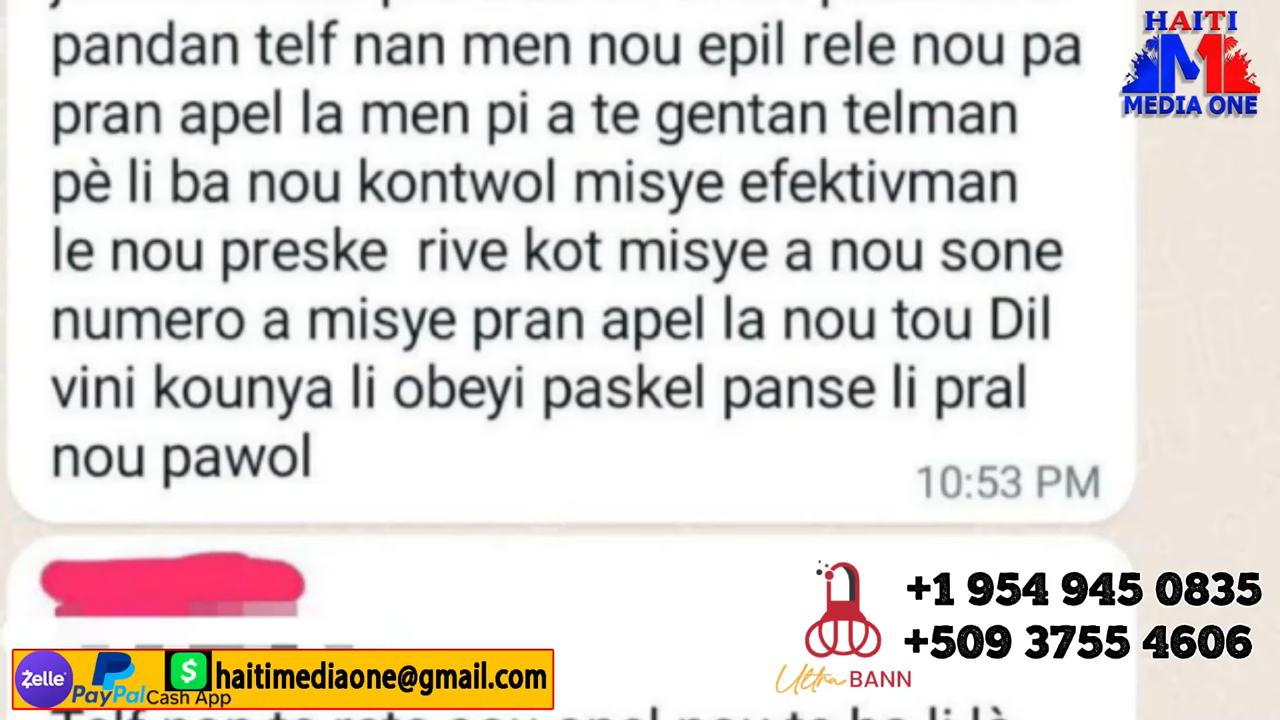 pandan telf nan men nou epil rele nou pa
pran apel la men pi a te gentan telman
pè li ba nou kontwol misye efektivman
le nou preske rive kot misye a nou sone
numero a misye pran apel la nou tou Dil
vini kounya li obeyi paskel panse li pral
nou pawol
10:53 PM
HAITI
M
MEDIA ONE
+1 954 945 0835
+509 3755 4606
Ultra BANN
Zelle
PayPal
$
Cash App
haitimediaone@gmail.com